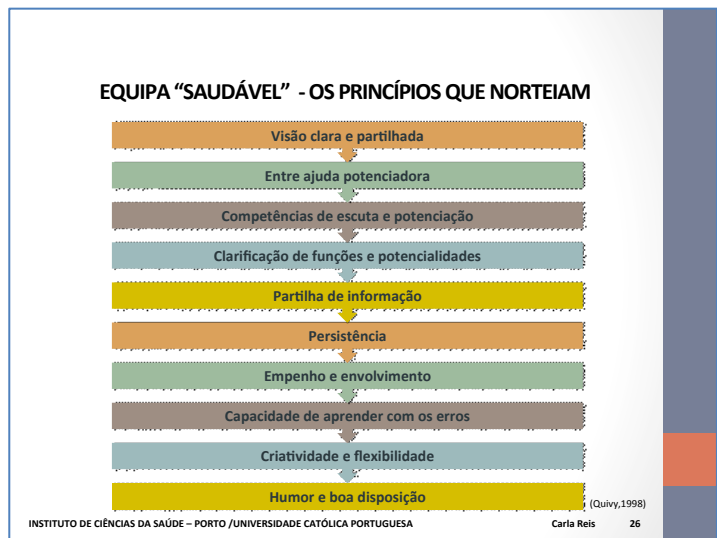 EQUIPA “SAUDÁVEL” - OS PRINCÍPIOS QUE NORTEIAM
Visão clara e partilhada
Entre ajuda potenciadora
Competências de escuta e potenciação
Clarificação de funções e potencialidades
Partilha de informação
Persistência
Empenho e envolvimento
Capacidade de aprender com os erros
Criatividade e flexibilidade
Humor e boa disposição
(Quivy,1998)
INSTITUTO DE CIÊNCIAS DA SAÚDE – PORTO /UNIVERSIDADE CATÓLICA PORTUGUESA Carla Reis 26